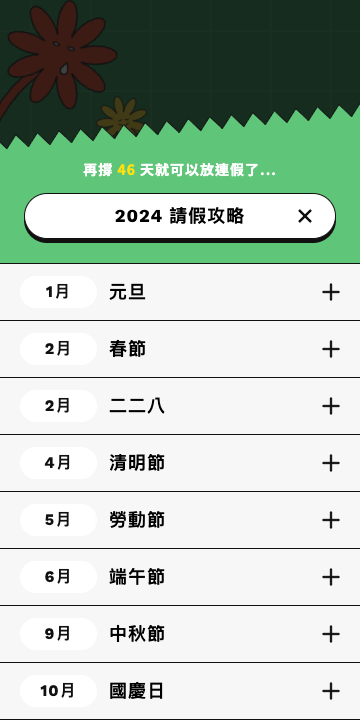 再撐 46 天就可以放連假了...
2024 請假攻略
1月 元旦
2月 春節
2月 二二八
4月 清明節
5月 勞動節
6月 端午節
9月 中秋節
10月 國慶日